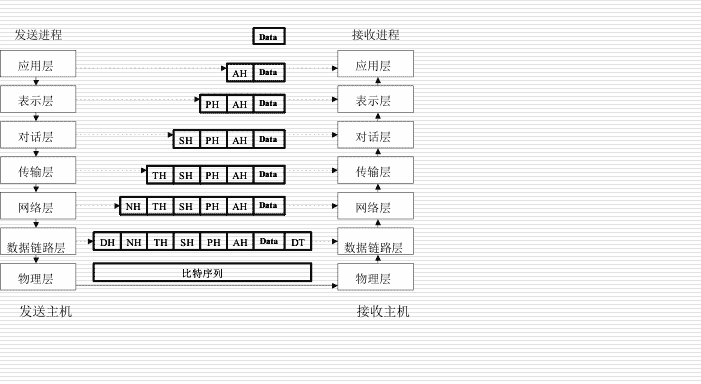 发送进程 Data 接收进程
应用层 AH Data 应用层
表示层 PH AH Data 表示层
对话层 SH PH AH Data 对话层
传输层 TH SH PH AH Data 传输层
网络层 NH TH SH PH AH Data 网络层
数据链路层 DH NH TH SH PH AH Data DT 数据链路层
物理层 比特序列 物理层
发送主机 接收主机